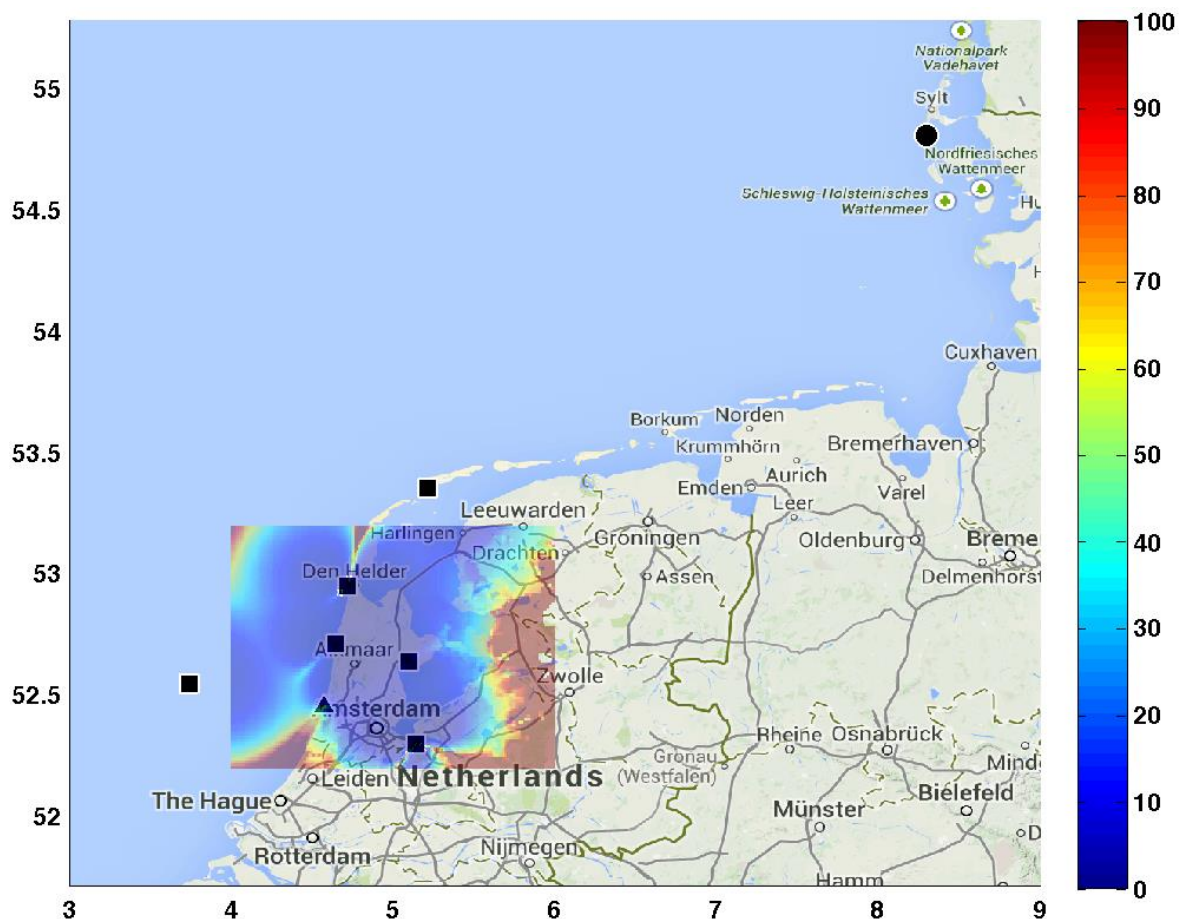 100
90
80
70
60
50
40
30
20
10
0
55
54.5
54
53.5
53
52.5
52
3
4
5
6
7
8
9
Nationalpark
Vadehavet
Sylt
Nordfriesisches
Wattenmeer
Schleswig-Holsteinisches
Wattenmeer
Hu
Cuxhaven
Borkum
Norden
Krummhörn
Bremerhaven
Aurich
Emden
Leer
Varel
Leeuwarden
Harlingen
Groningen
Oldenburg
Breme
Drachten
Den Helder
Assen
Delmenhorst
Alkmaar
Zwolle
Amsterdam
Rheine
Osnabrück
Gronau
(Westfalen)
Mind
Leiden
Netherlands
The Hague
Münster
Bielefeld
Rotterdam
Nijmegen
D
Hamm